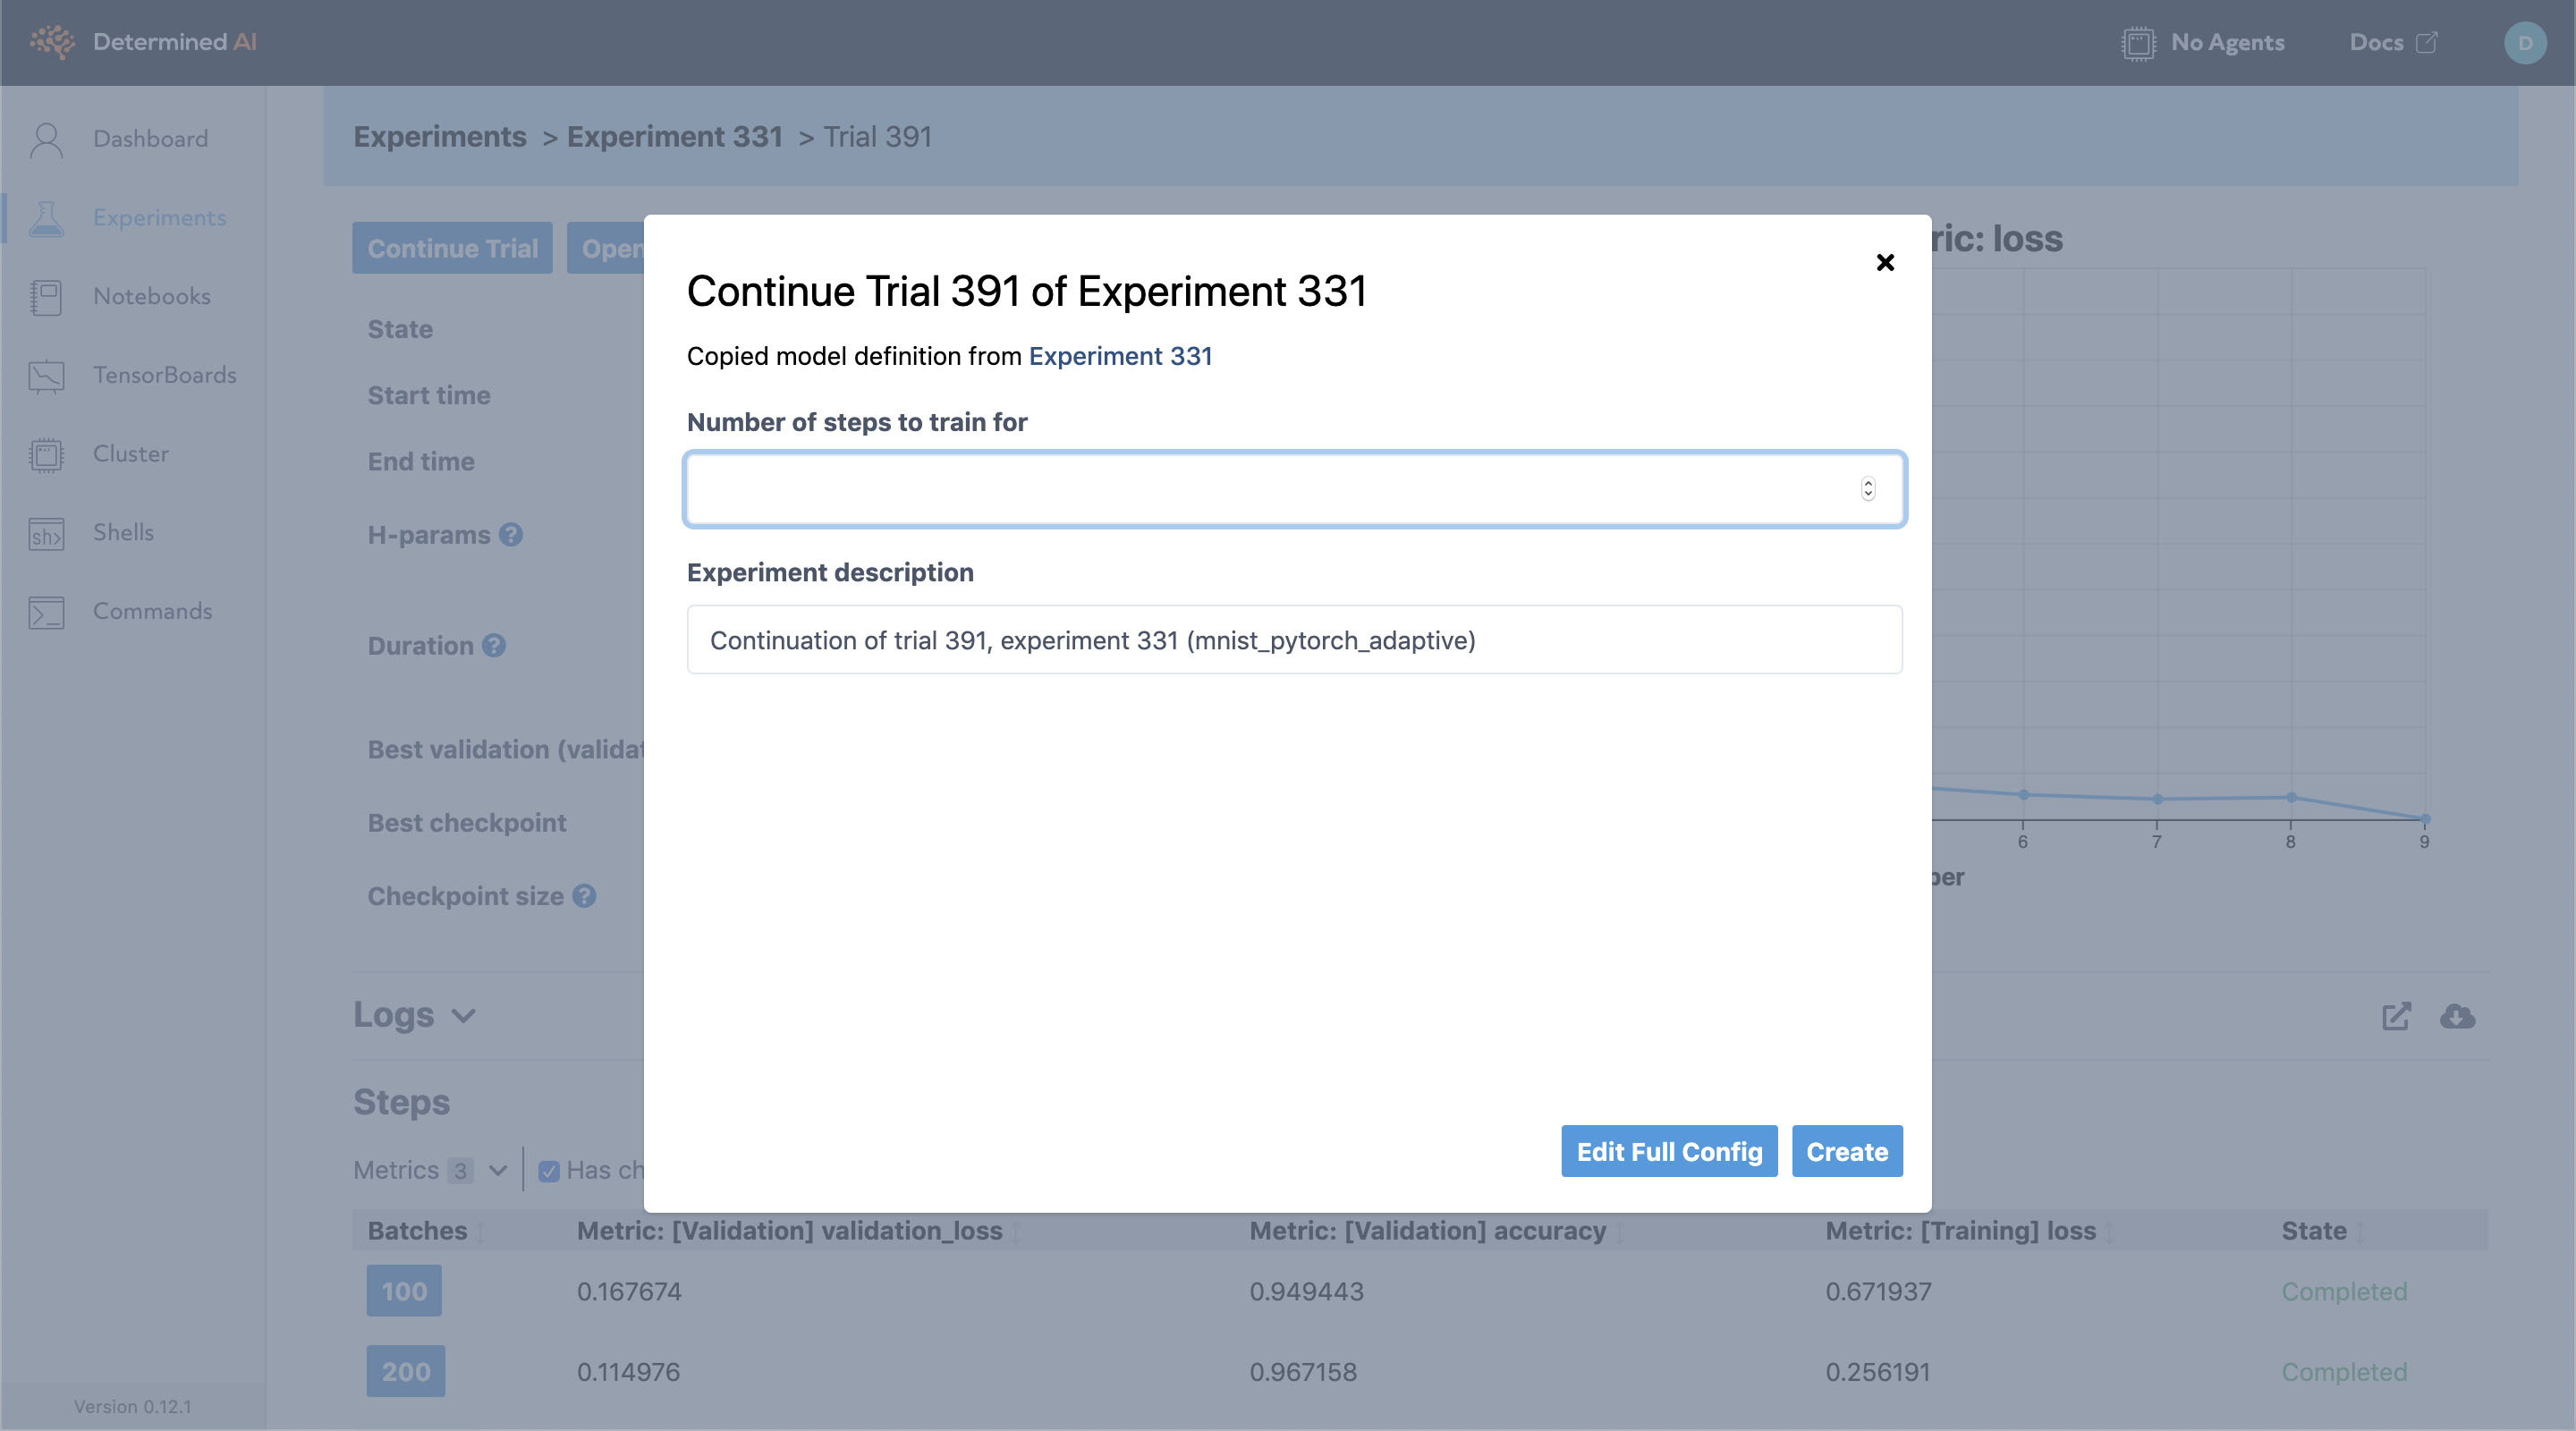 Determined AI
No Agents
Docs
D
Dashboard
Experiments
Notebooks
TensorBoards
Cluster
sh>
Shells
Commands
Version 0.12.1
Experiments > Experiment 331 > Trial 391
Continue Trial
Open
State
Start time
End time
H-params ?
Duration ?
Best validation (validat
Best checkpoint
Checkpoint size ?
ric: loss
6 7 8 9
ber
Continue Trial 391 of Experiment 331
Copied model definition from Experiment 331
Number of steps to train for
Experiment description
Continuation of trial 391, experiment 331 (mnist_pytorch_adaptive)
Edit Full Config
Create
Logs
Steps
Metrics 3
Has ch
Batches Metric: [Validation] validation_loss Metric: [Validation] accuracy Metric: [Training] loss State
100 0.167674 0.949443 0.671937 Completed
200 0.114976 0.967158 0.256191 Completed